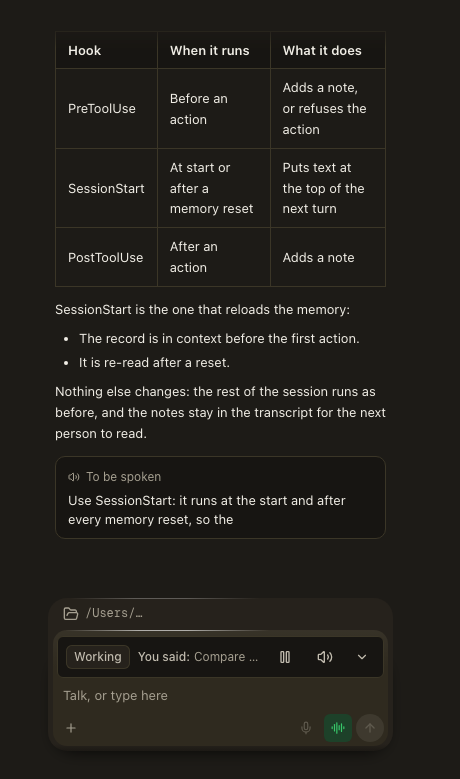 Hook When it runs What it does
PreToolUse Before an action Adds a note, or refuses the action
SessionStart At start or after a memory reset Puts text at the top of the next turn
PostToolUse After an action Adds a note
SessionStart is the one that reloads the memory:
• The record is in context before the first action.
• It is re-read after a reset.
Nothing else changes: the rest of the session runs as
before, and the notes stay in the transcript for the next
person to read.
To be spoken
Use SessionStart: it runs at the start and after
every memory reset, so the
/Users/…
Working You said: Compare ...
Talk, or type here